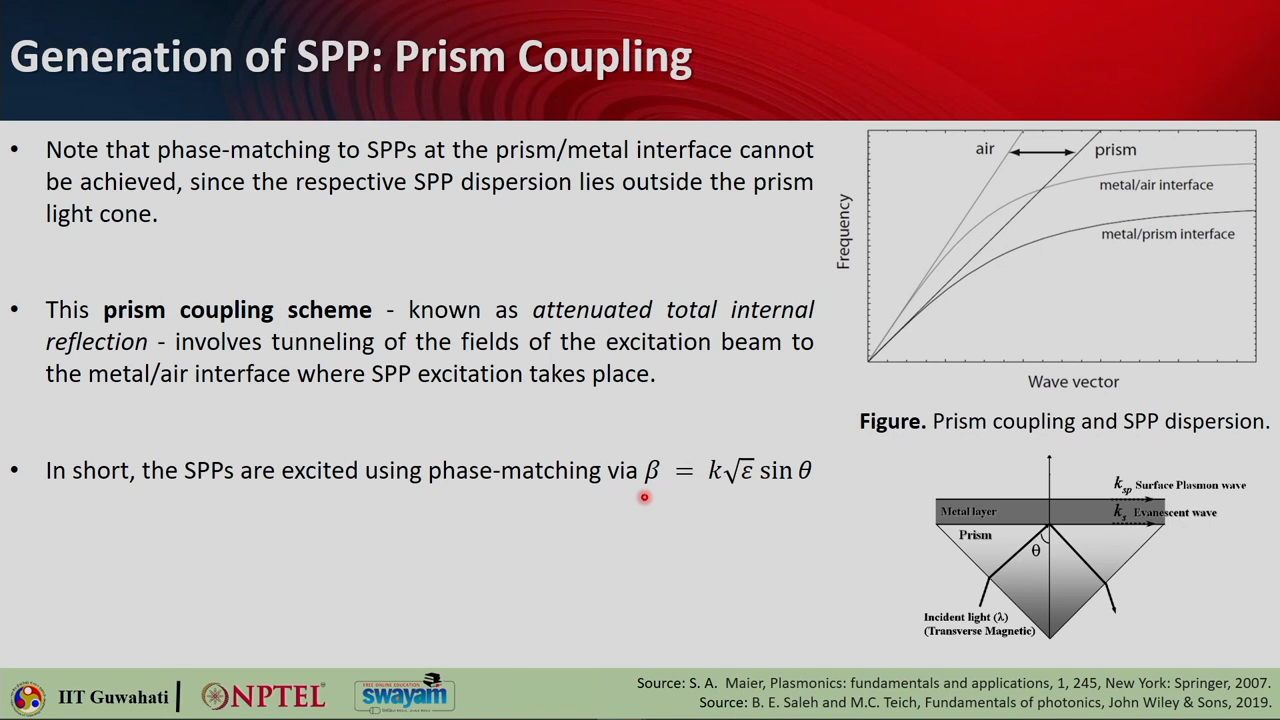 Generation of SPP: Prism Coupling
• Note that phase-matching to SPPs at the prism/metal interface cannot
be achieved, since the respective SPP dispersion lies outside the prism
light cone.
• This prism coupling scheme - known as attenuated total internal
reflection - involves tunneling of the fields of the excitation beam to
the metal/air interface where SPP excitation takes place.
• In short, the SPPs are excited using phase-matching via β = k√ε sin θ
air
prism
metal/air interface
metal/prism interface
Frequency
Wave vector
Figure. Prism coupling and SPP dispersion.
k_sp Surface Plasmon wave
Metal layer
k_s Evanescent wave
Prism
θ
Incident light (λ)
(Transverse Magnetic)
IIT Guwahati
NPTEL
FREE ONLINE EDUCATION
swayam
Source: S. A. Maier, Plasmonics: fundamentals and applications, 1, 245, New York: Springer, 2007.
Source: B. E. Saleh and M.C. Teich, Fundamentals of photonics, John Wiley & Sons, 2019.